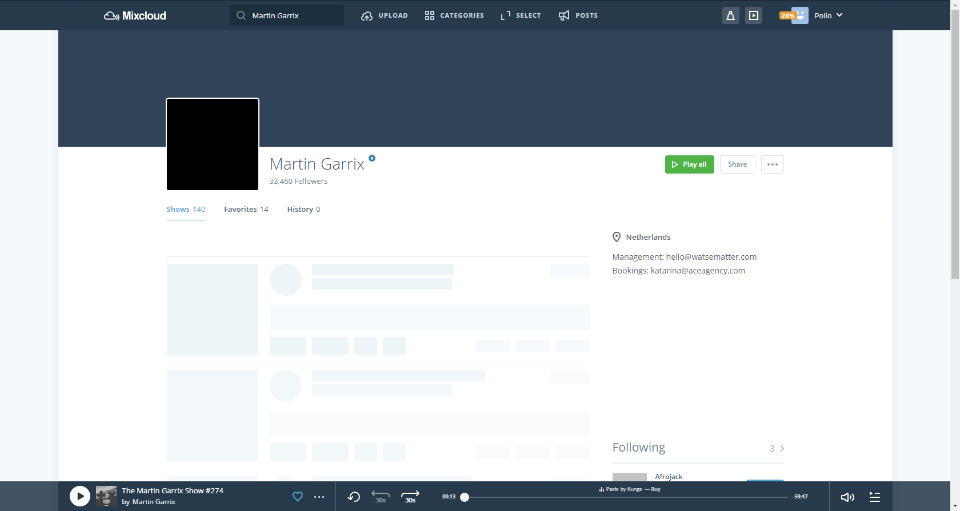 Mixcloud
Martin Garrix
UPLOAD
CATEGORIES
SELECT
POSTS
28%
Pollo
Martin Garrix
33,460 Followers
Play all
Share
Shows 140
Favorites 14
History 0
Netherlands
Management: hello@watsematter.com
Bookings: katarina@aceagency.com
Following
3
Afrojack
The Martin Garrix Show #274
by Martin Garrix
30s
30s
00:13
Paris by Kungs — Buy
-59:47